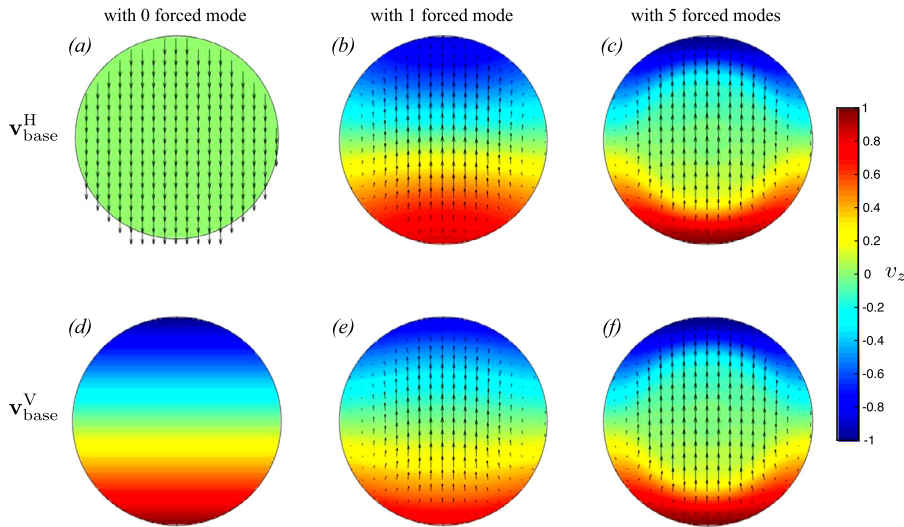 with 0 forced mode
with 1 forced mode
with 5 forced modes
(a)
(b)
(c)
v^H_base
1
0.8
0.6
0.4
0.2
0
-0.2
-0.4
-0.6
-0.8
-1
v_z
(d)
(e)
(f)
v^V_base